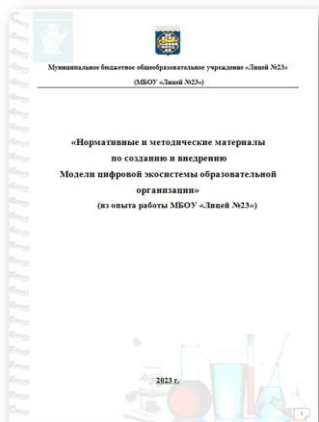 Муниципальное бюджетное общеобразовательное учреждение «Лицей №23»
(МБОУ «Лицей №23»)
«Нормативные и методические материалы
по созданию и внедрению
Модели цифровой экосистемы образовательной
организации»
(из опыта работы МБОУ «Лицей №23»)
2023 г.
1